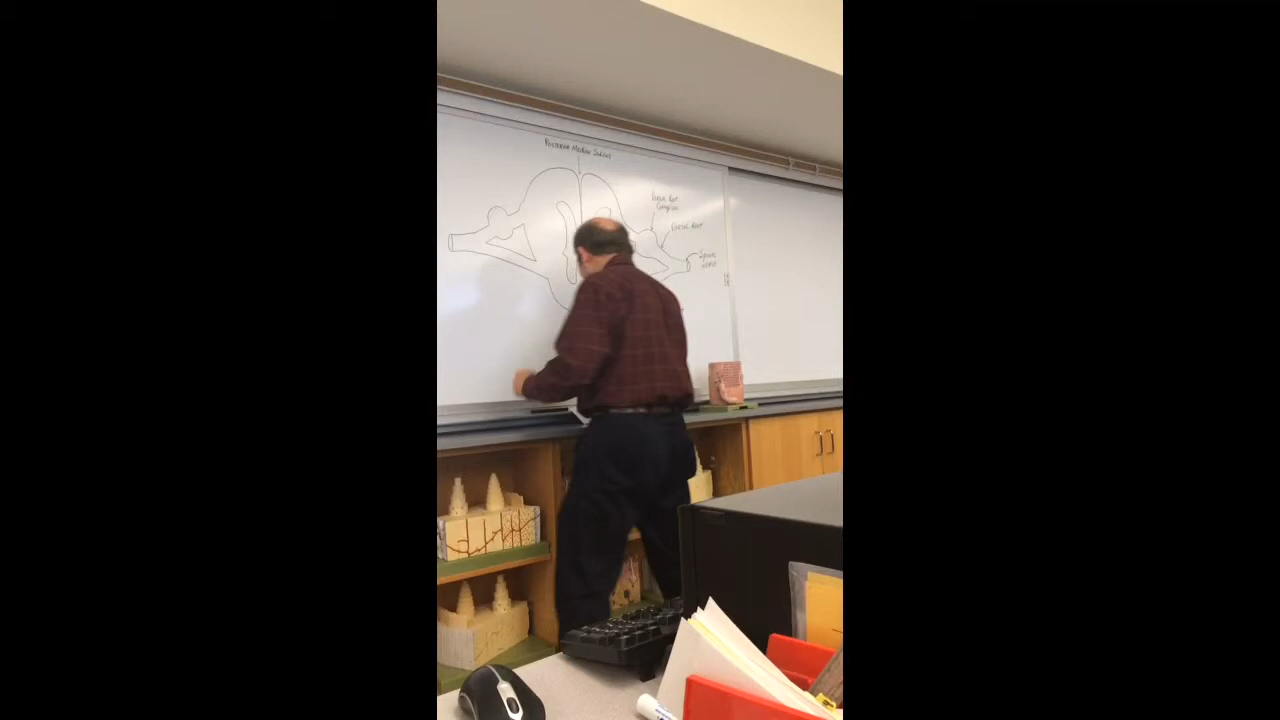 Posterior Median Sulcus
Dorsal Root
Ganglion
Dorsal Root
Spinal
nerve